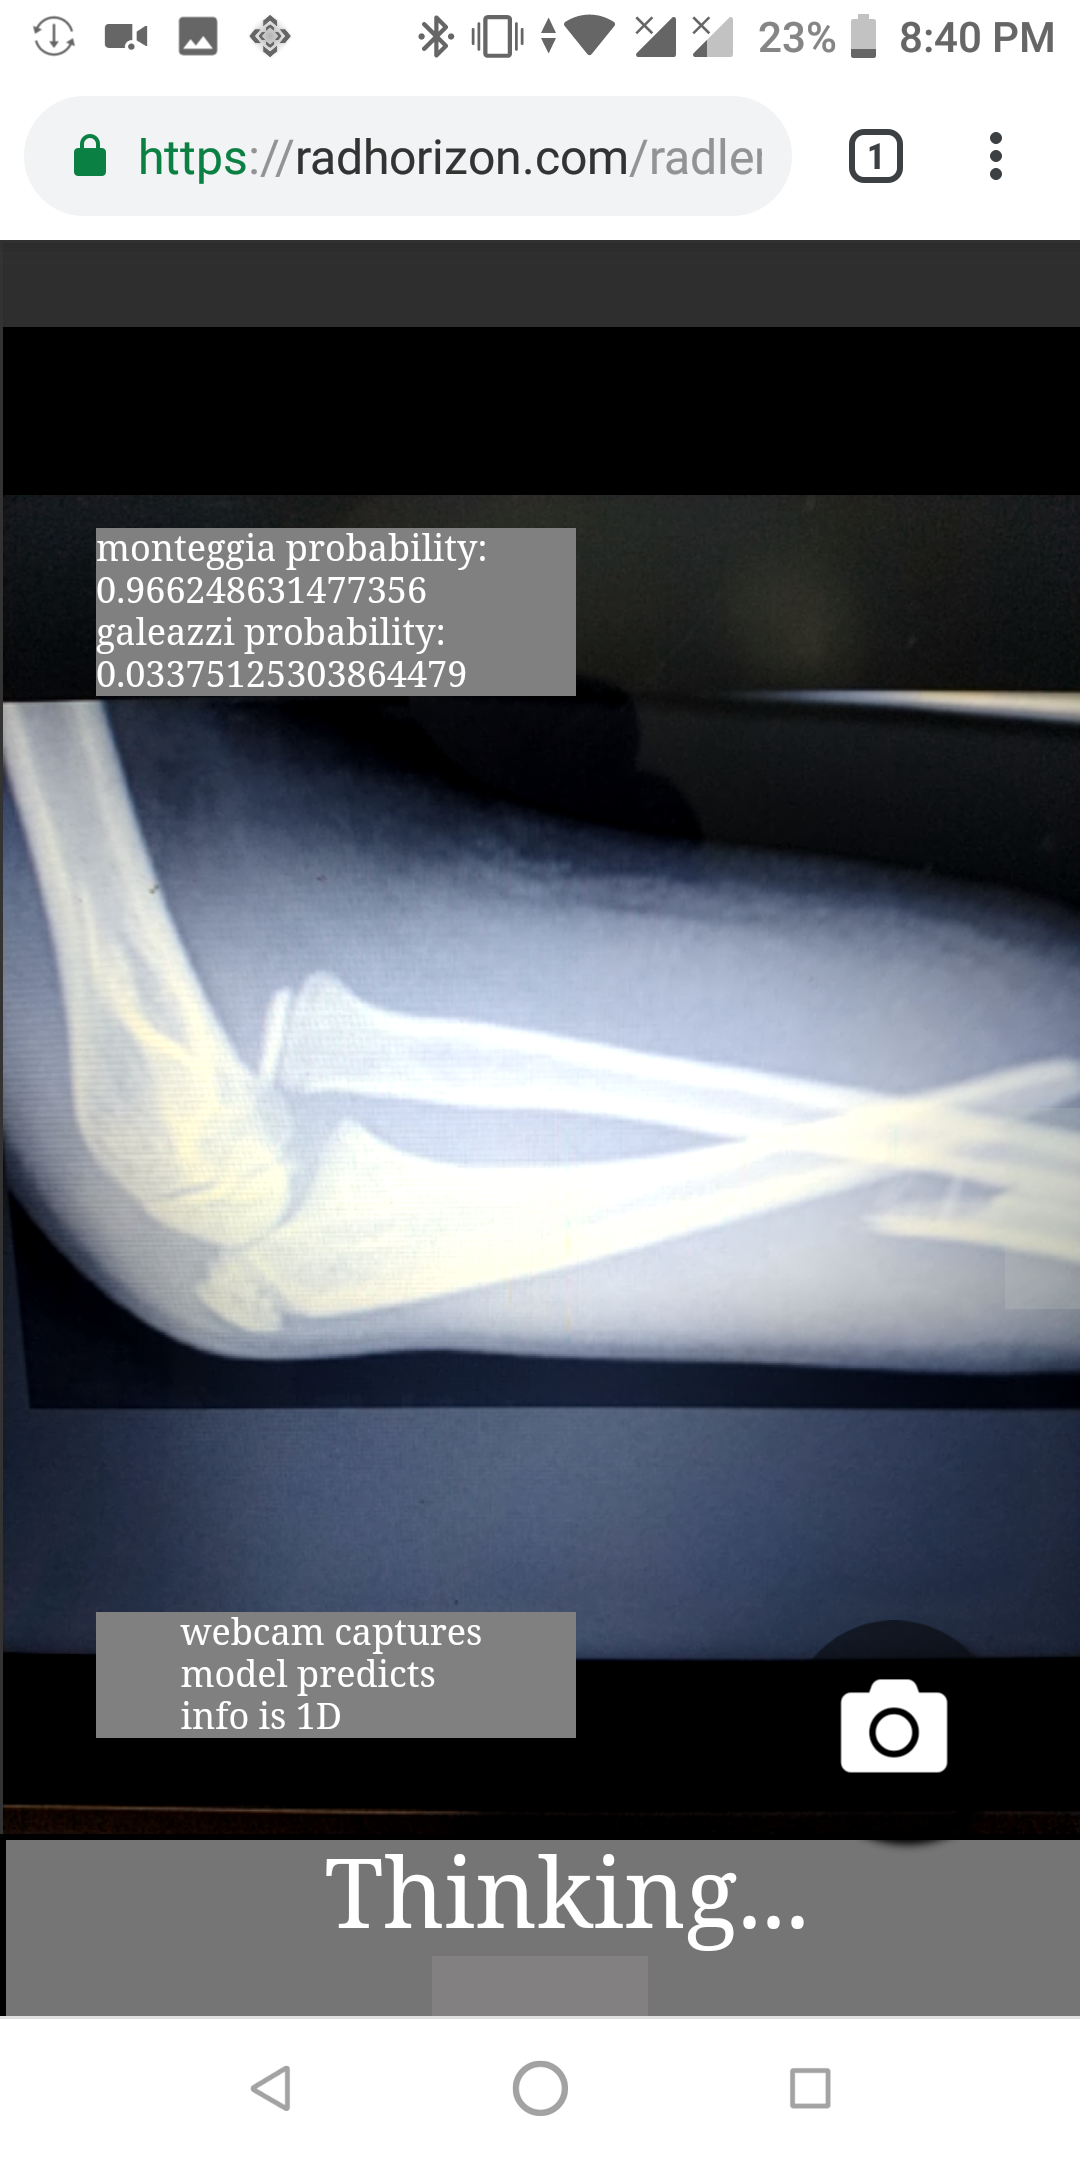 23% 8:40 PM
https://radhorizon.com/radle
1
monteggia probability:
0.966248631477356
galeazzi probability:
0.03375125303864479
webcam captures
model predicts
info is 1D
Thinking...